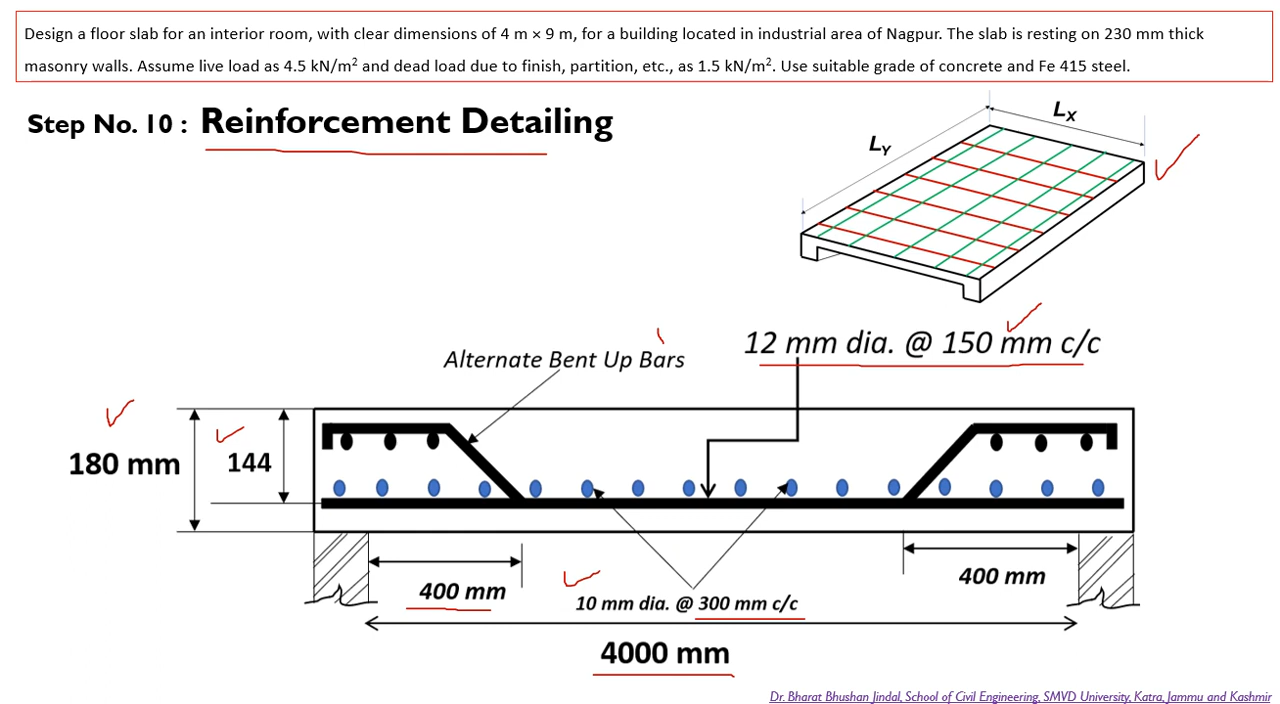 Design a floor slab for an interior room, with clear dimensions of 4 m × 9 m, for a building located in industrial area of Nagpur. The slab is resting on 230 mm thick
masonry walls. Assume live load as 4.5 kN/m² and dead load due to finish, partition, etc., as 1.5 kN/m². Use suitable grade of concrete and Fe 415 steel.
Step No. 10 : Reinforcement Detailing
Lx
LY
Alternate Bent Up Bars
12 mm dia. @ 150 mm c/c
180 mm
144
400 mm
10 mm dia. @ 300 mm c/c
400 mm
4000 mm
Dr. Bharat Bhushan Jindal, School of Civil Engineering, SMVD University, Katra, Jammu and Kashmir